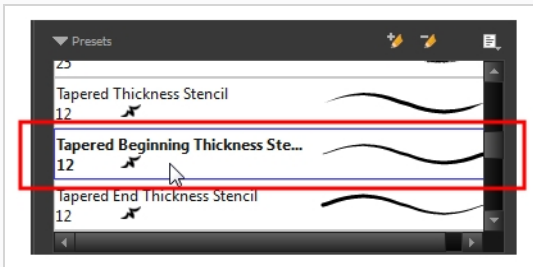 Presets
25
Tapered Thickness Stencil
12
Tapered Beginning Thickness Ste...
12
Tapered End Thickness Stencil
12